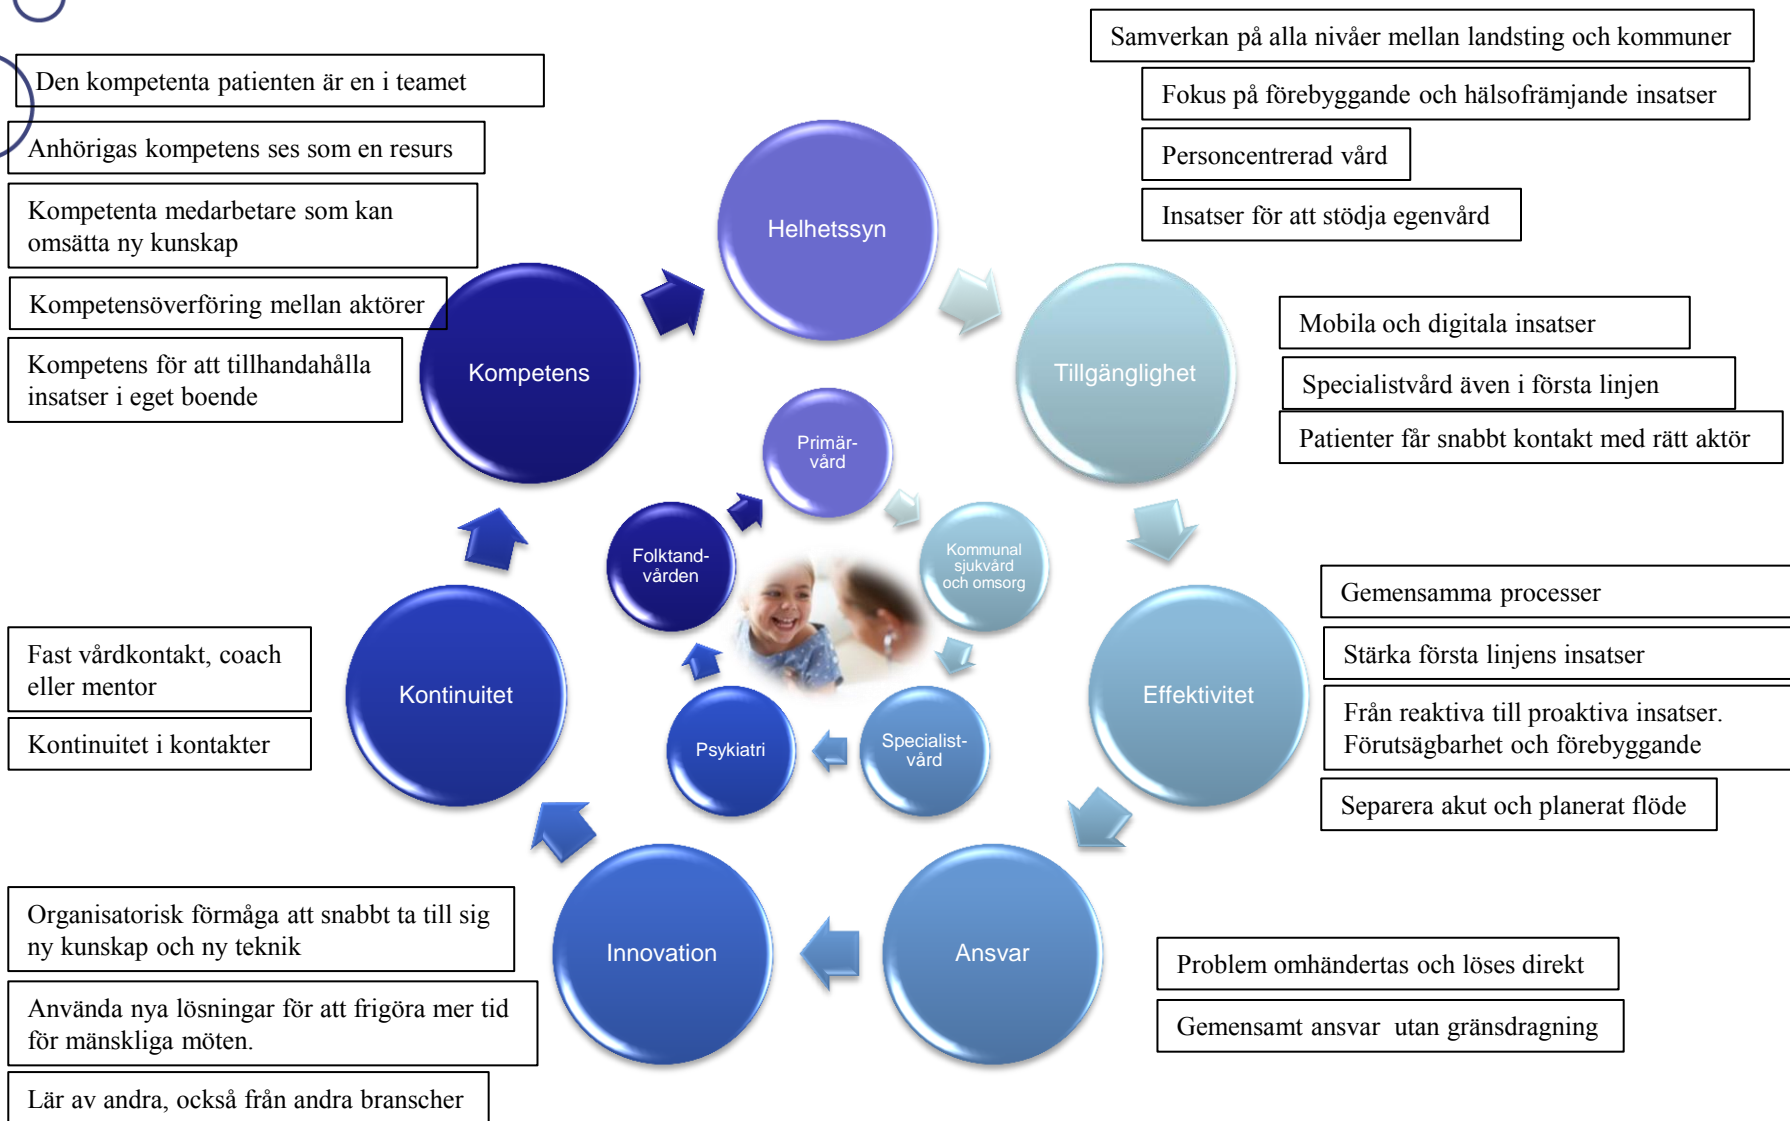 Samverkan på alla nivåer mellan landsting och kommuner
Fokus på förebyggande och hälsofrämjande insatser
Personcentrerad vård
Insatser för att stödja egenvård
Den kompetenta patienten är en i teamet
Anhörigas kompetens ses som en resurs
Kompetenta medarbetare som kan
omsätta ny kunskap
Kompetensöverföring mellan aktörer
Kompetens för att tillhandahålla
insatser i eget boende
Helhetssyn
Kompetens
Tillgänglighet
Mobila och digitala insatser
Specialistvård även i första linjen
Patienter får snabbt kontakt med rätt aktör
Primär-
vård
Folktand-
vården
Kommunal
sjukvård
och omsorg
Psykiatri
Specialist-
vård
Fast vårdkontakt, coach
eller mentor
Kontinuitet i kontakter
Kontinuitet
Effektivitet
Gemensamma processer
Stärka första linjens insatser
Från reaktiva till proaktiva insatser.
Förutsägbarhet och förebyggande
Separera akut och planerat flöde
Organisatorisk förmåga att snabbt ta till sig
ny kunskap och ny teknik
Använda nya lösningar för att frigöra mer tid
för mänskliga möten.
Lär av andra, också från andra branscher
Innovation
Ansvar
Problem omhändertas och löses direkt
Gemensamt ansvar  utan gränsdragning